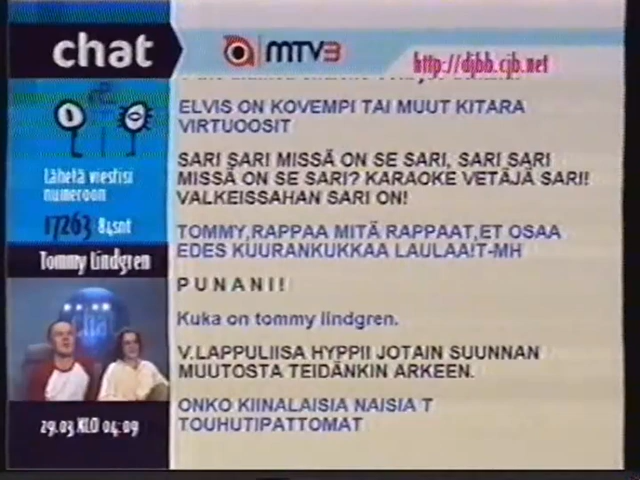 chat
MTV3
http://djbb.cjb.net
ELVIS ON KOVEMPI TAI MUUT KITARA
VIRTUOOSIT
SARI SARI MISSÄ ON SE SARI, SARI SARI
MISSÄ ON SE SARI? KARAOKE VETÄJÄ SARI!
VALKEISSAHAN SARI ON!
TOMMY,RAPPAA MITÄ RAPPAAT,ET OSAA
EDES KUURANKUKKAA LAULAA!T-MH
P U N A N I !
Kuka on tommy lindgren.
V.LAPPULIISA HYPPII JOTAIN SUUNNAN
MUUTOSTA TEIDÄNKIN ARKEEN.
ONKO KIINALAISIA NAISIA T
TOUHUTIPATTOMAT
Lähetä viestisi
numeroon
17263 84snt
Tommy Lindgren
29.03 KLO 04:09